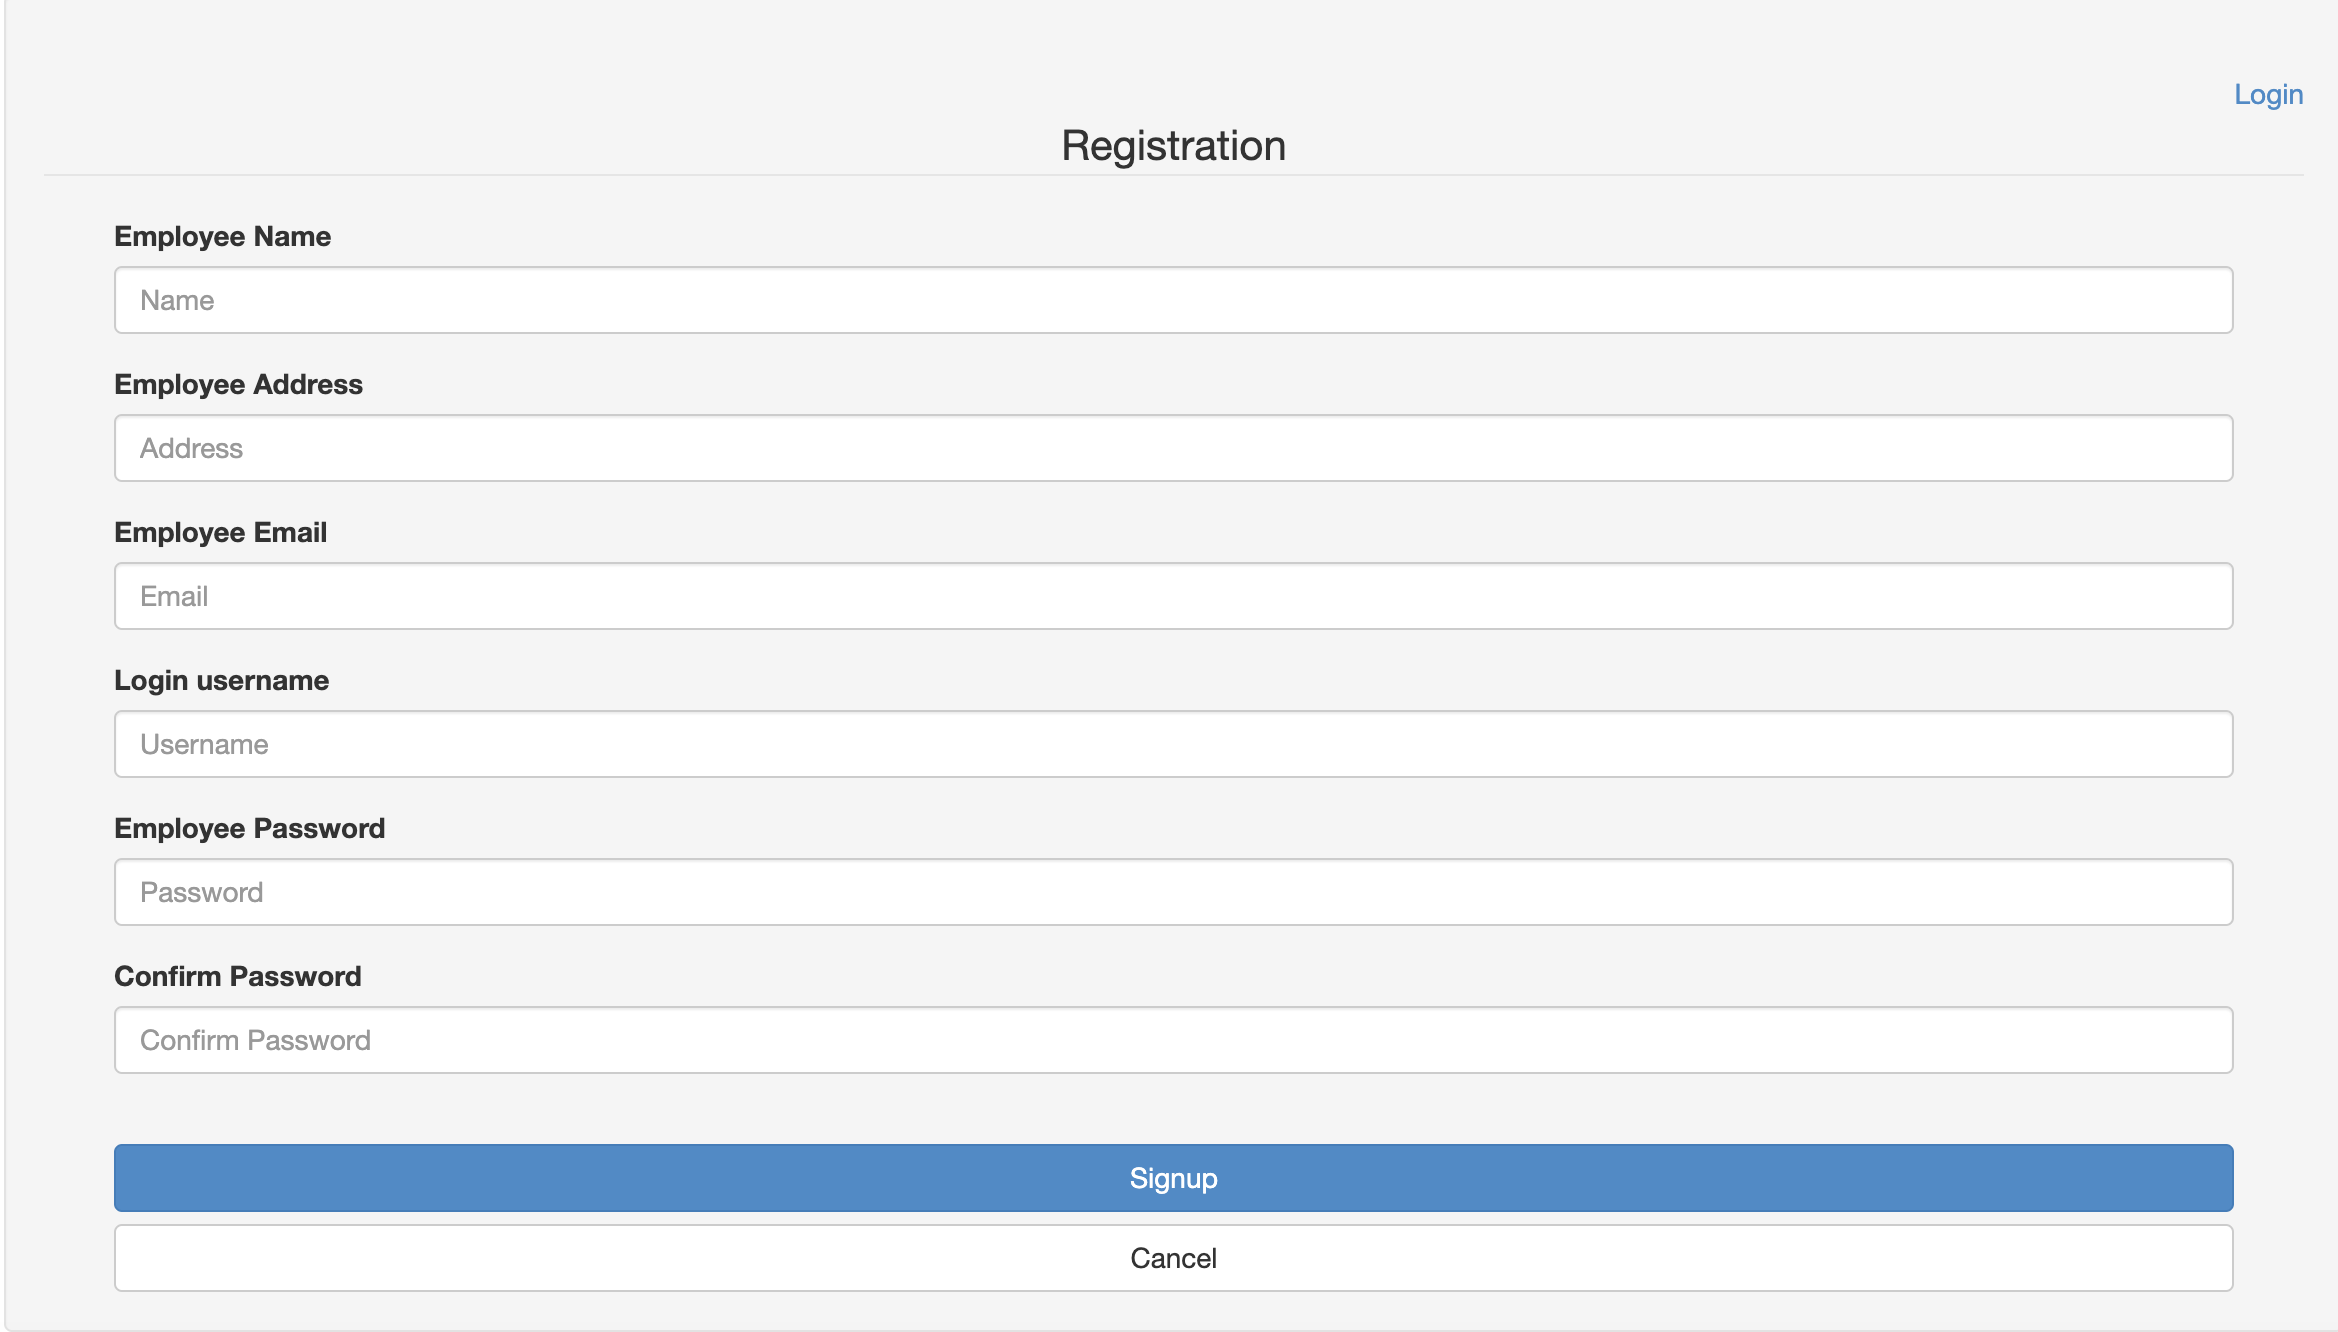 Login
Registration
Employee Name
Name
Employee Address
Address
Employee Email
Email
Login username
Username
Employee Password
Password
Confirm Password
Confirm Password
Signup
Cancel